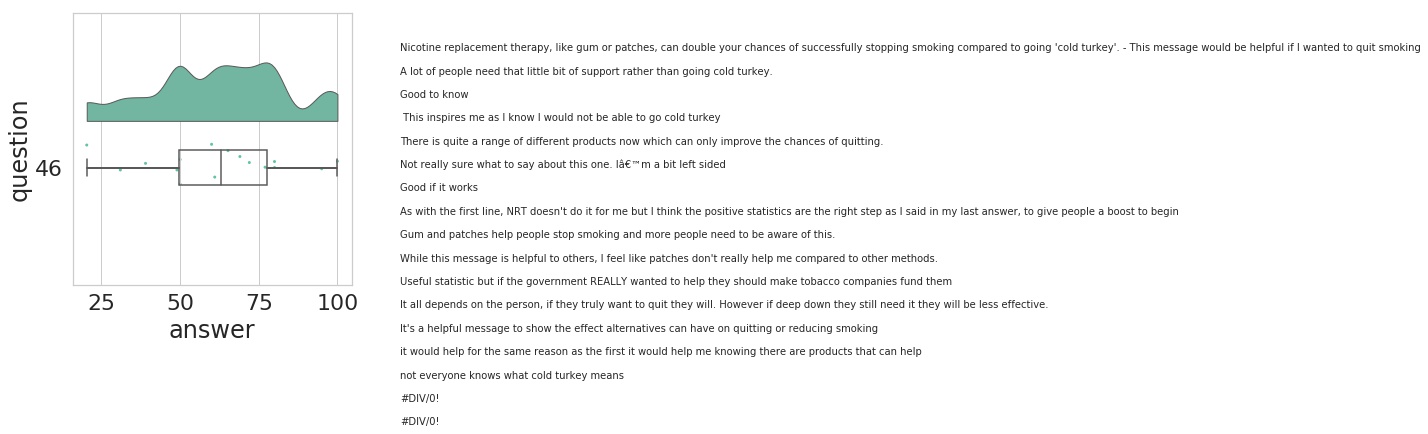 Nicotine replacement therapy, like gum or patches, can double your chances of successfully stopping smoking compared to going 'cold turkey'. - This message would be helpful if I wanted to quit smoking
A lot of people need that little bit of support rather than going cold turkey.
Good to know
This inspires me as I know I would not be able to go cold turkey
There is quite a range of different products now which can only improve the chances of quitting.
Not really sure what to say about this one. Iâ€™m a bit left sided
Good if it works
As with the first line, NRT doesn't do it for me but I think the positive statistics are the right step as I said in my last answer, to give people a boost to begin
Gum and patches help people stop smoking and more people need to be aware of this.
While this message is helpful to others, I feel like patches don't really help me compared to other methods.
Useful statistic but if the government REALLY wanted to help they should make tobacco companies fund them
It all depends on the person, if they truly want to quit they will. However if deep down they still need it they will be less effective.
It's a helpful message to show the effect alternatives can have on quitting or reducing smoking
it would help for the same reason as the first it would help me knowing there are products that can help
not everyone knows what cold turkey means
#DIV/0!
#DIV/0!
question
46
25 50 75 100
answer